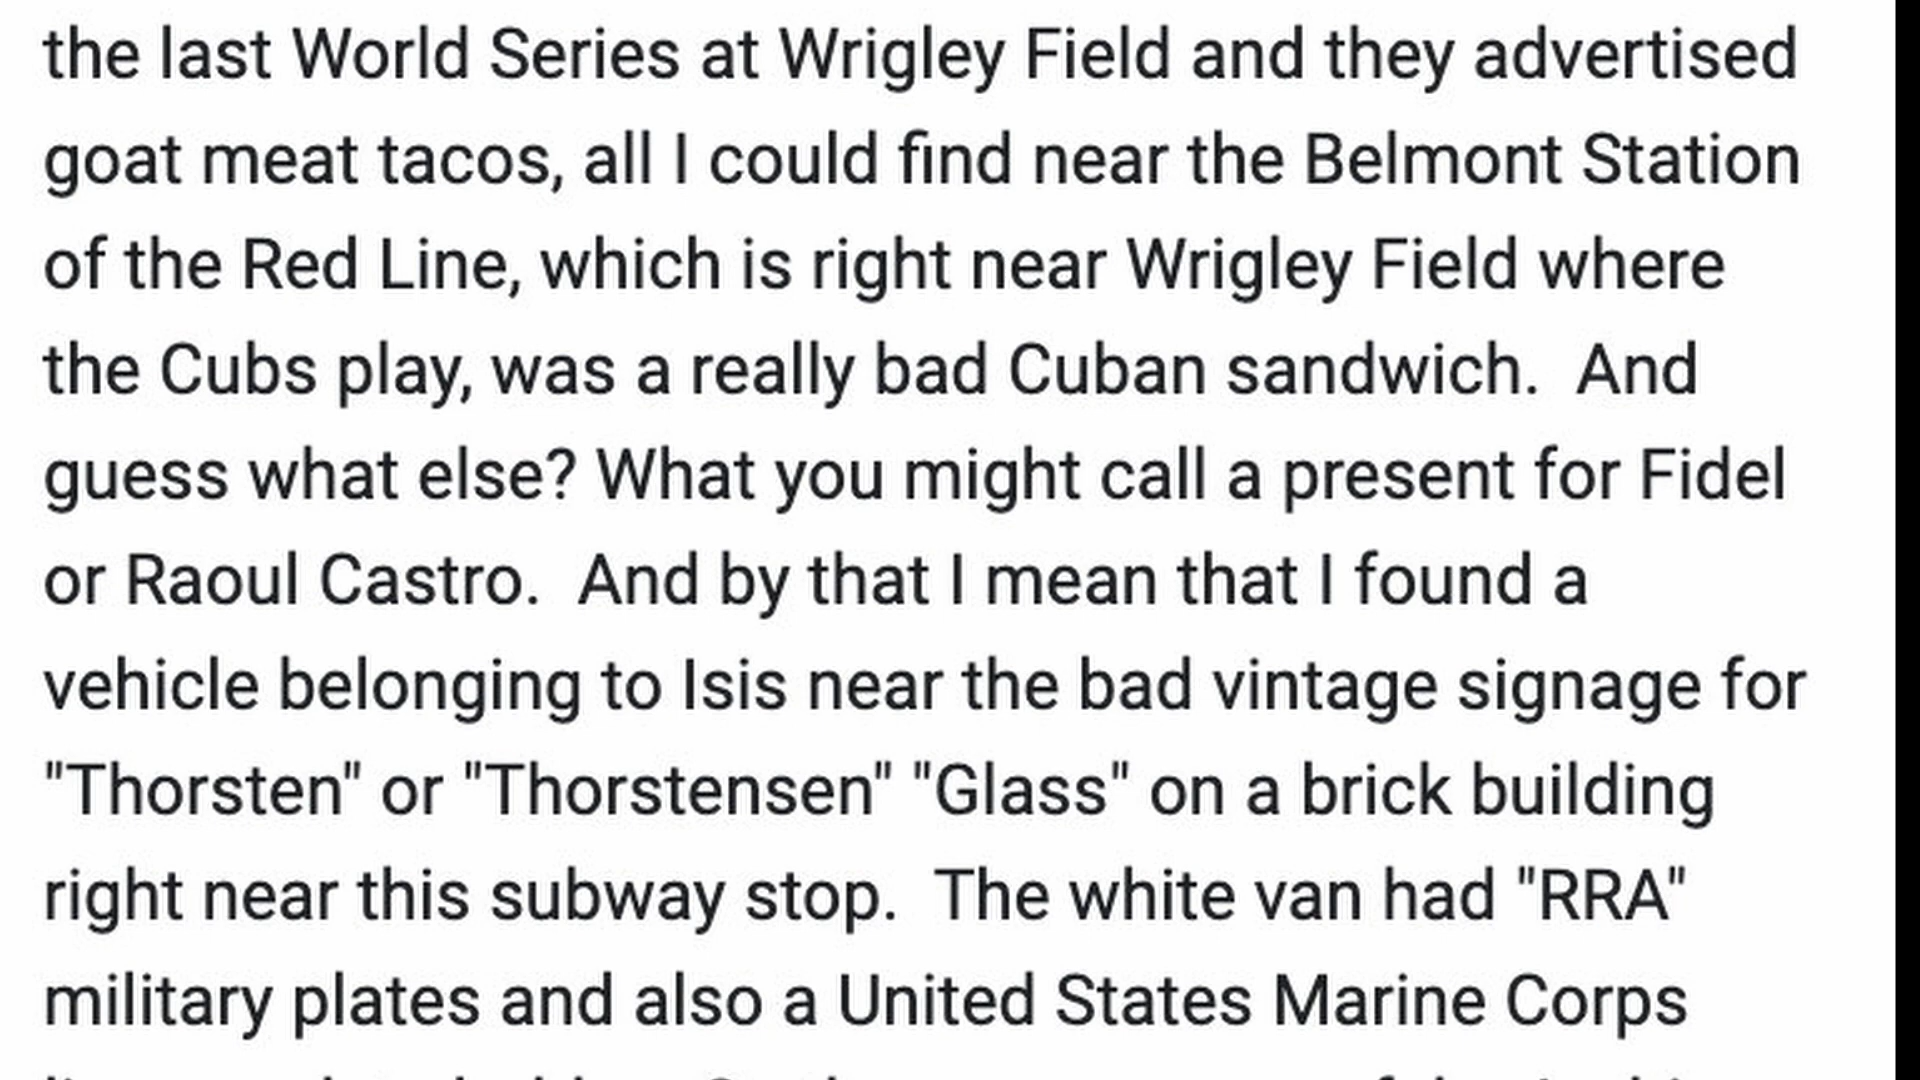 the last World Series at Wrigley Field and they advertised
goat meat tacos, all I could find near the Belmont Station
of the Red Line, which is right near Wrigley Field where
the Cubs play, was a really bad Cuban sandwich.  And
guess what else? What you might call a present for Fidel
or Raoul Castro.  And by that I mean that I found a
vehicle belonging to Isis near the bad vintage signage for
"Thorsten" or "Thorstensen" "Glass" on a brick building
right near this subway stop.  The white van had "RRA"
military plates and also a United States Marine Corps